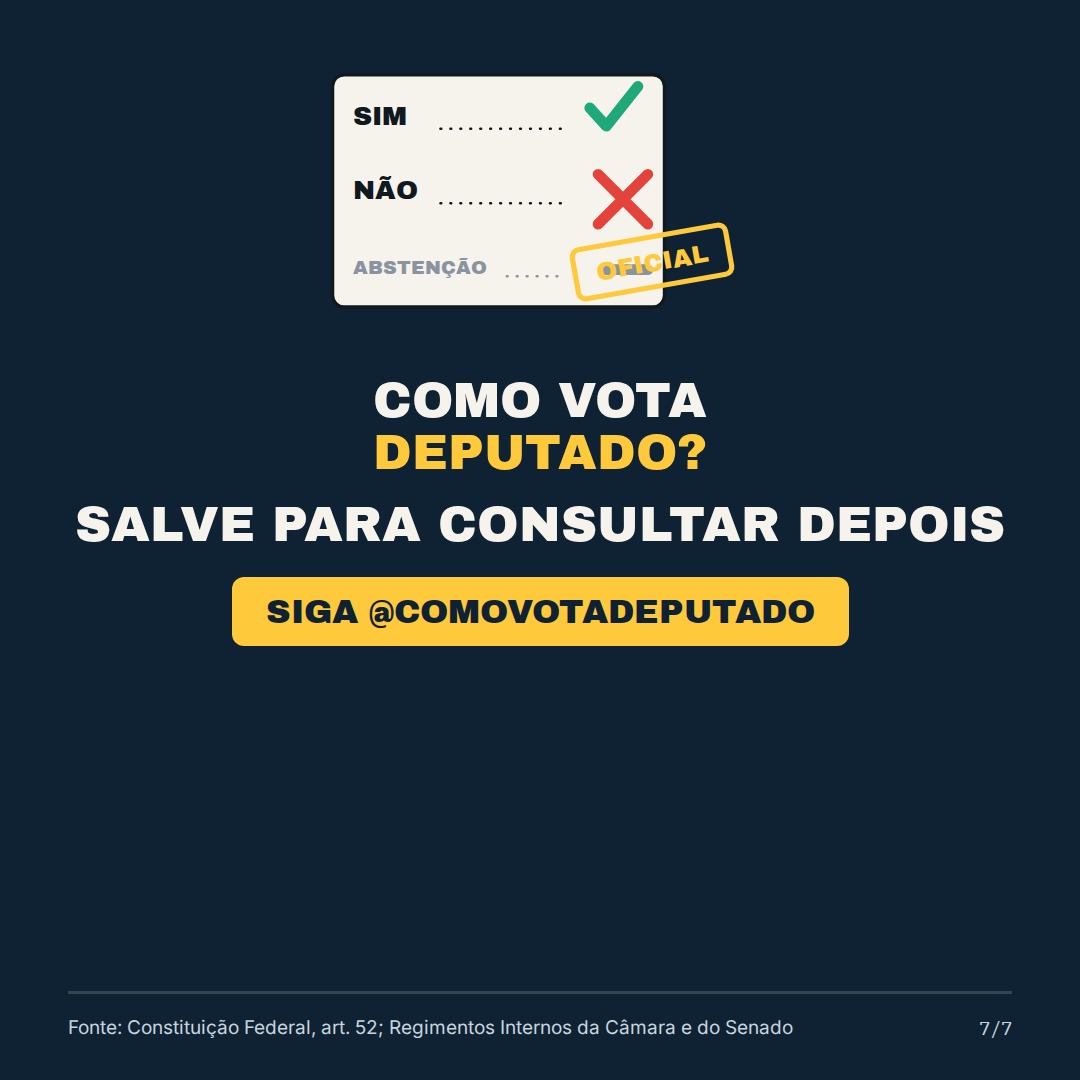 SIM ..............
NÃO ..............
ABSTENÇÃO ......
OFICIAL
COMO VOTA
DEPUTADO?
SALVE PARA CONSULTAR DEPOIS
SIGA @COMOVOTADEPUTADO
Fonte: Constituição Federal, art. 52; Regimentos Internos da Câmara e do Senado
7/7